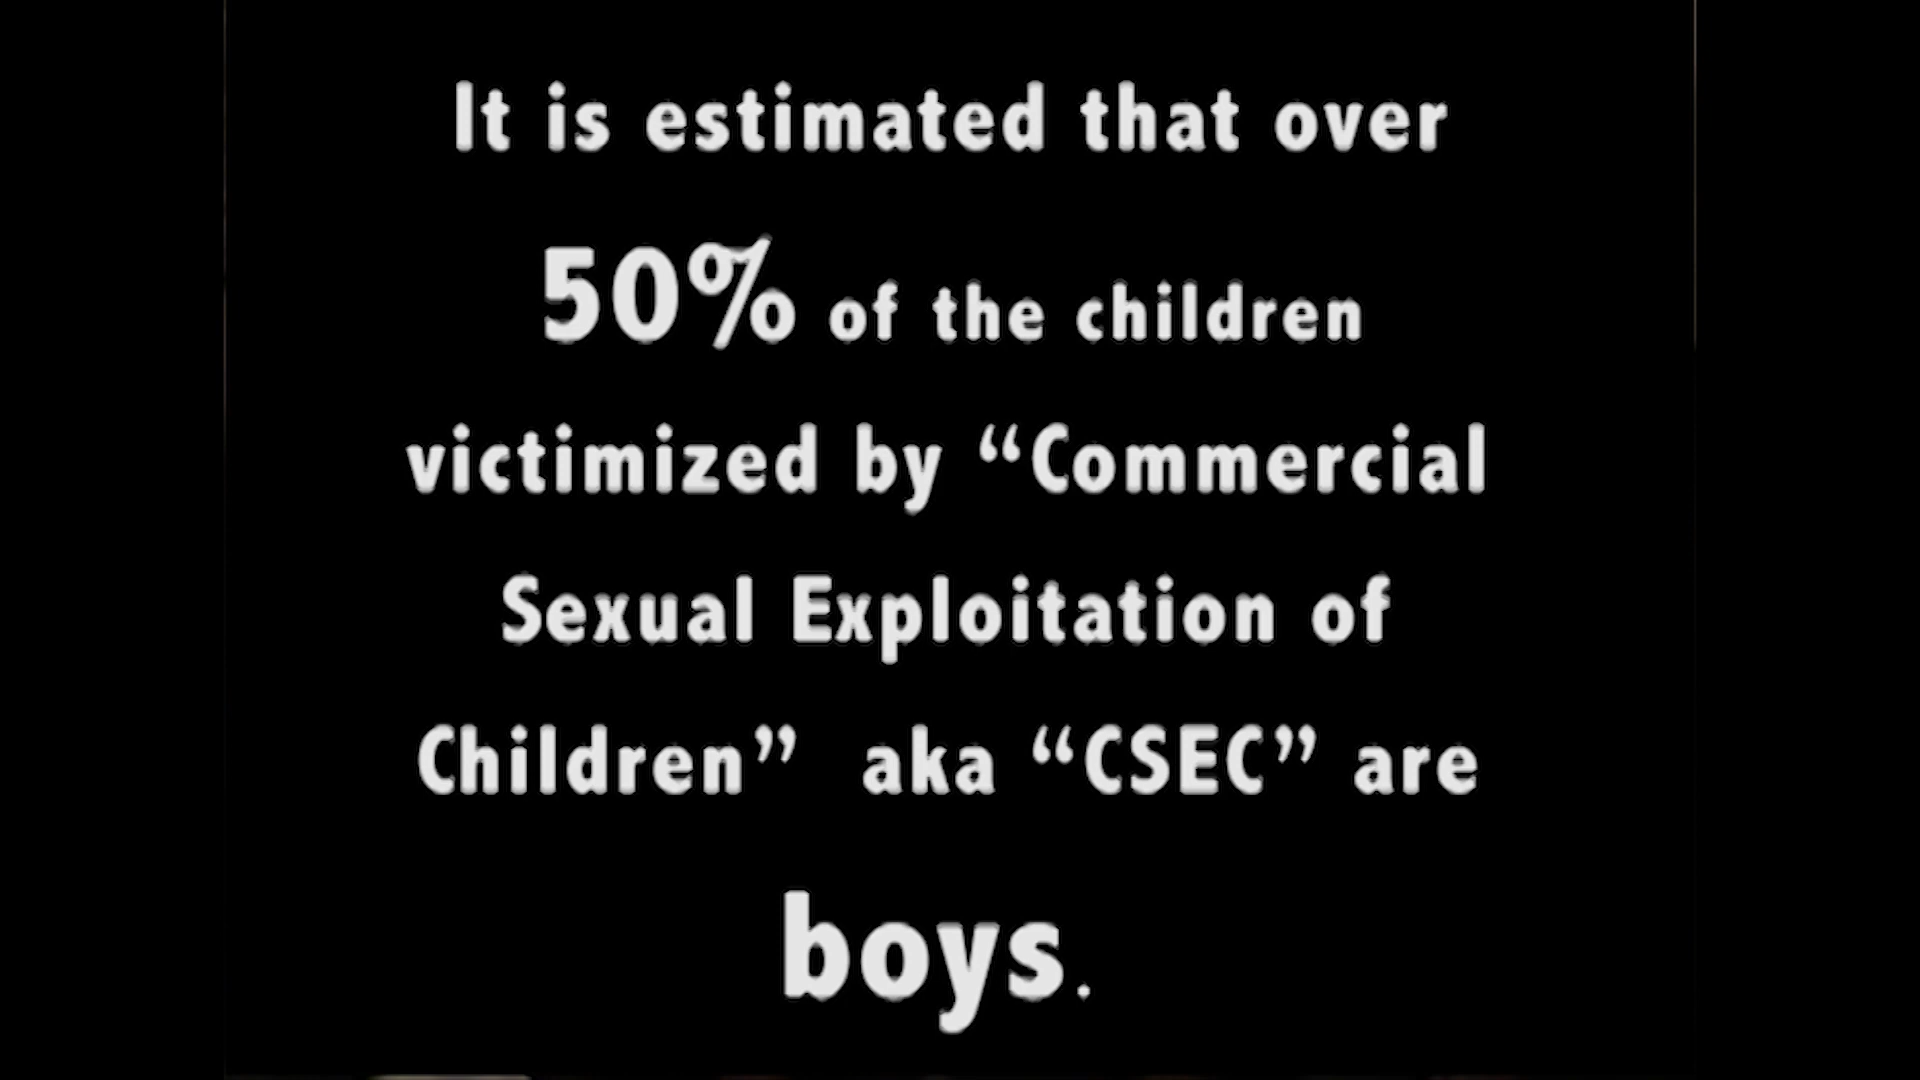 It is estimated that over
50% of the children
victimized by “Commercial
Sexual Exploitation of
Children”  aka “CSEC” are
boys.